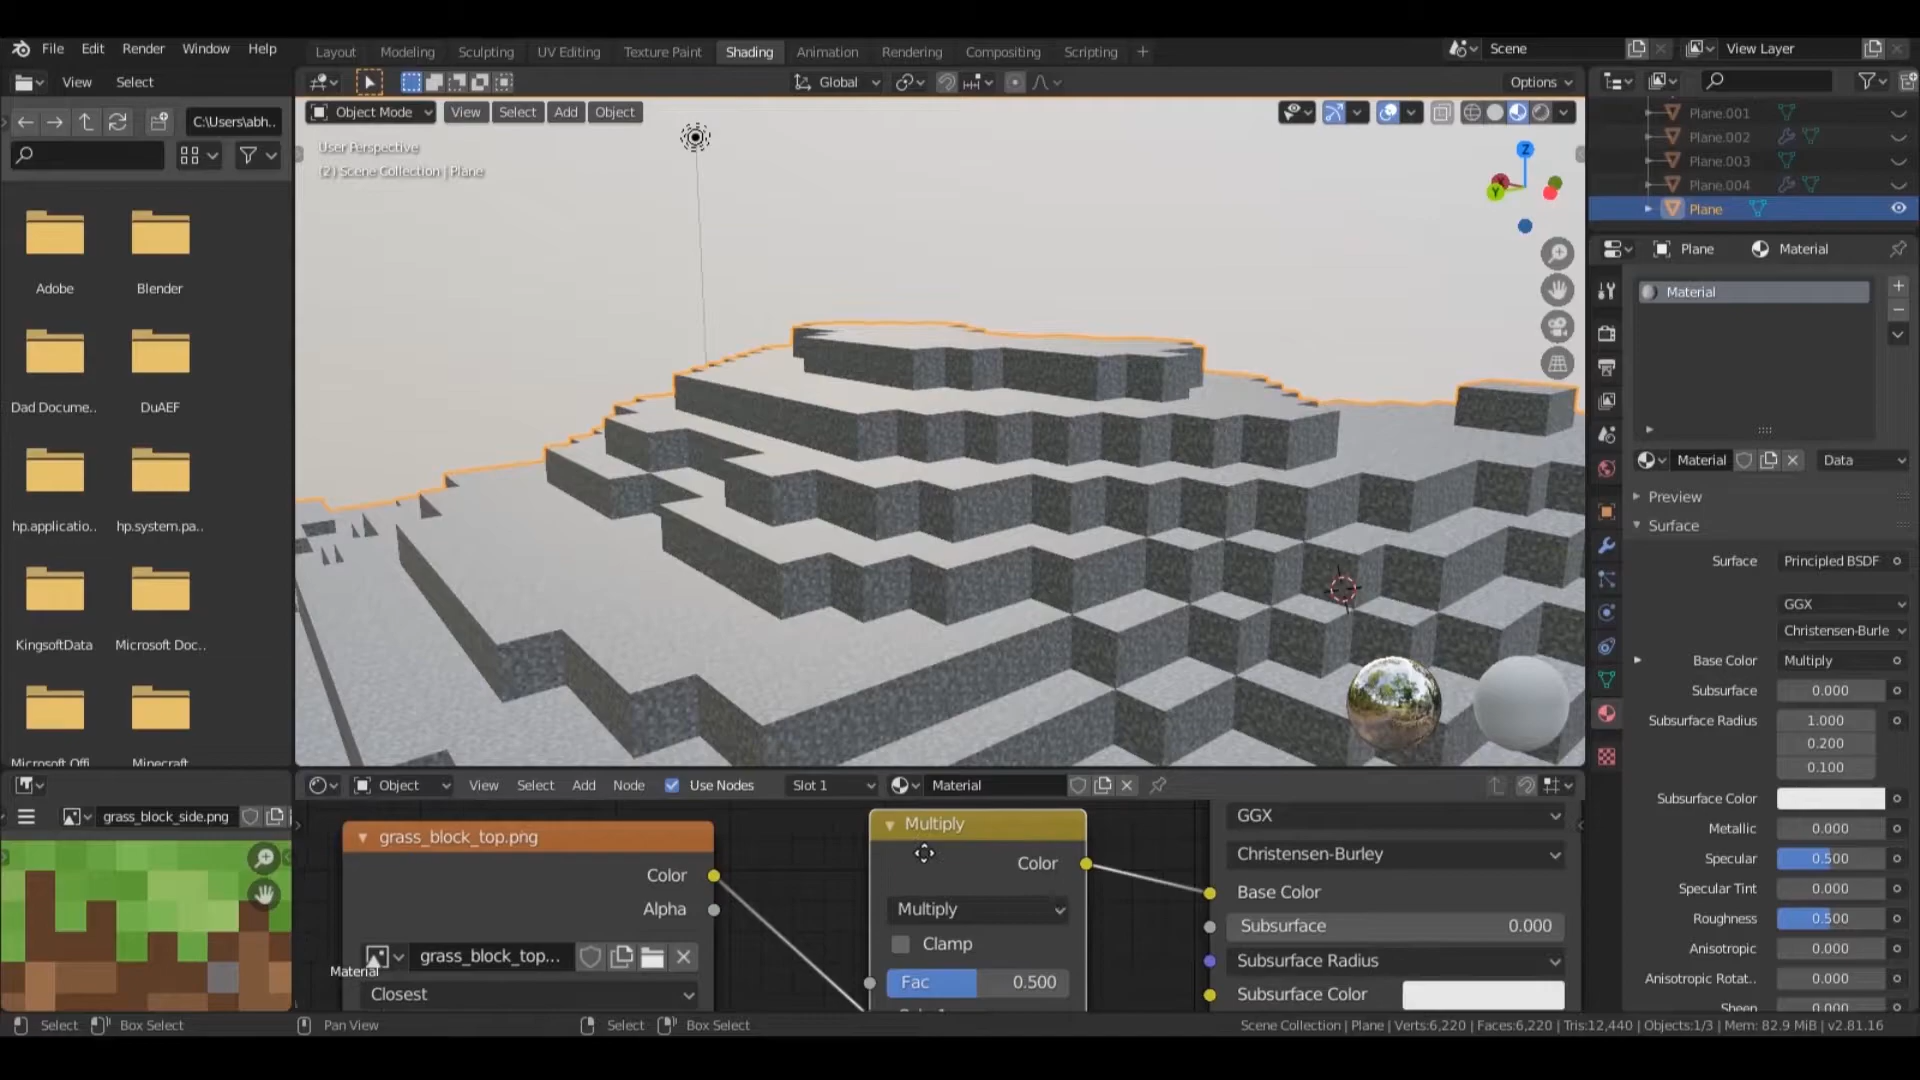 File Edit Render Window Help
Layout Modeling Sculpting UV Editing Texture Paint Shading Animation Rendering Compositing Scripting +
Scene
View Layer
View Select
Global
Options
C:\Users\abh..
Object Mode View Select Add Object
User Perspective
(2) Scene Collection | Plane
Z
Y
Adobe
Blender
Dad Docume..
DuAEF
hp.applicatio..
hp.system.pa..
KingsoftData
Microsoft Doc..
Microsoft Offi
Minecraft
Plane.001
Plane.002
Plane.003
Plane.004
Plane
Plane
Material
Material
Material
Data
Preview
Surface
Surface
Principled BSDF
GGX
Christensen-Burle
Base Color
Multiply
Subsurface
0.000
Subsurface Radius
1.000
0.200
0.100
Subsurface Color
Metallic
0.000
Specular
0.500
Specular Tint
0.000
Roughness
0.500
Anisotropic
0.000
Anisotropic Rotat..
0.000
Sheen
0.000
Object View Select Add Node Use Nodes Slot 1 Material
grass_block_side.png
grass_block_top.png
Color
Alpha
grass_block_top...
Material
Closest
Multiply
Color
Multiply
Clamp
Fac 0.500
GGX
Christensen-Burley
Base Color
Subsurface 0.000
Subsurface Radius
Subsurface Color
Select Box Select Pan View Select Box Select
Scene Collection | Plane | Verts:6,220 | Faces:6,220 | Tris:12,440 | Objects:1/3 | Mem: 82.9 MiB | v2.81.16